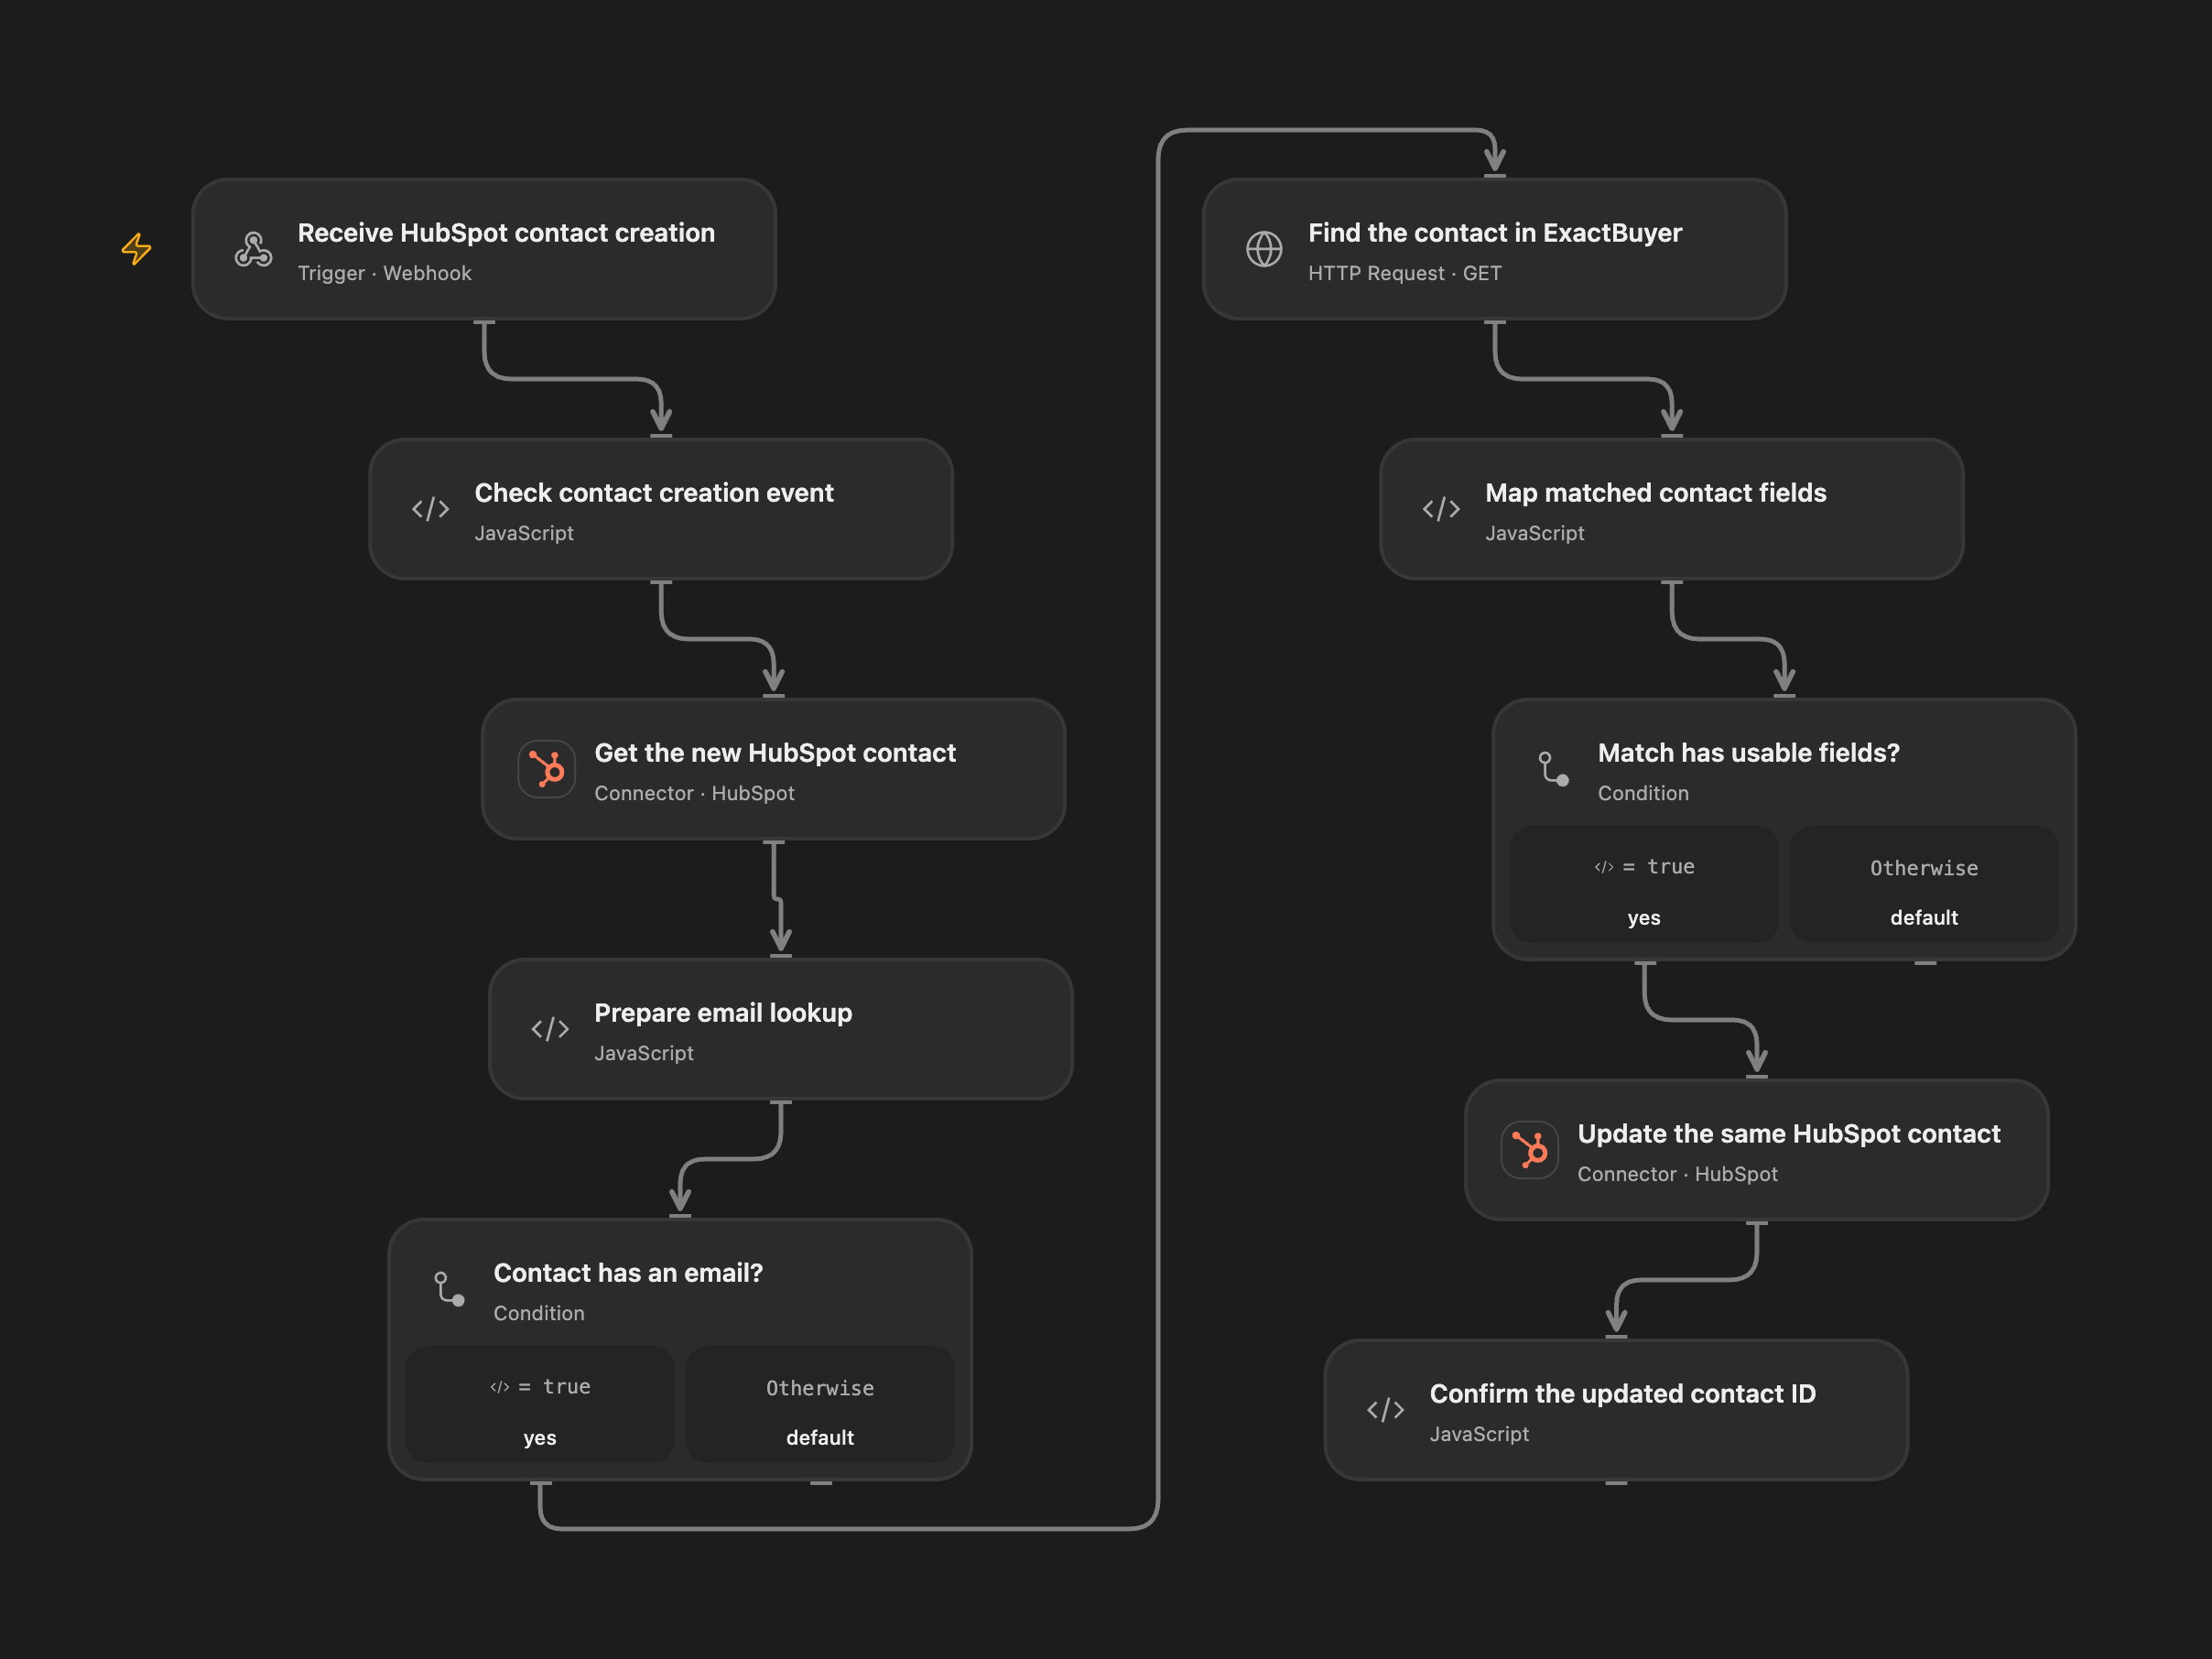 Receive HubSpot contact creation
Trigger · Webhook
Check contact creation event
JavaScript
Get the new HubSpot contact
Connector · HubSpot
Prepare email lookup
JavaScript
Contact has an email?
Condition
</> = true
yes
Otherwise
default
Find the contact in ExactBuyer
HTTP Request · GET
Map matched contact fields
JavaScript
Match has usable fields?
Condition
</> = true
yes
Otherwise
default
Update the same HubSpot contact
Connector · HubSpot
Confirm the updated contact ID
JavaScript